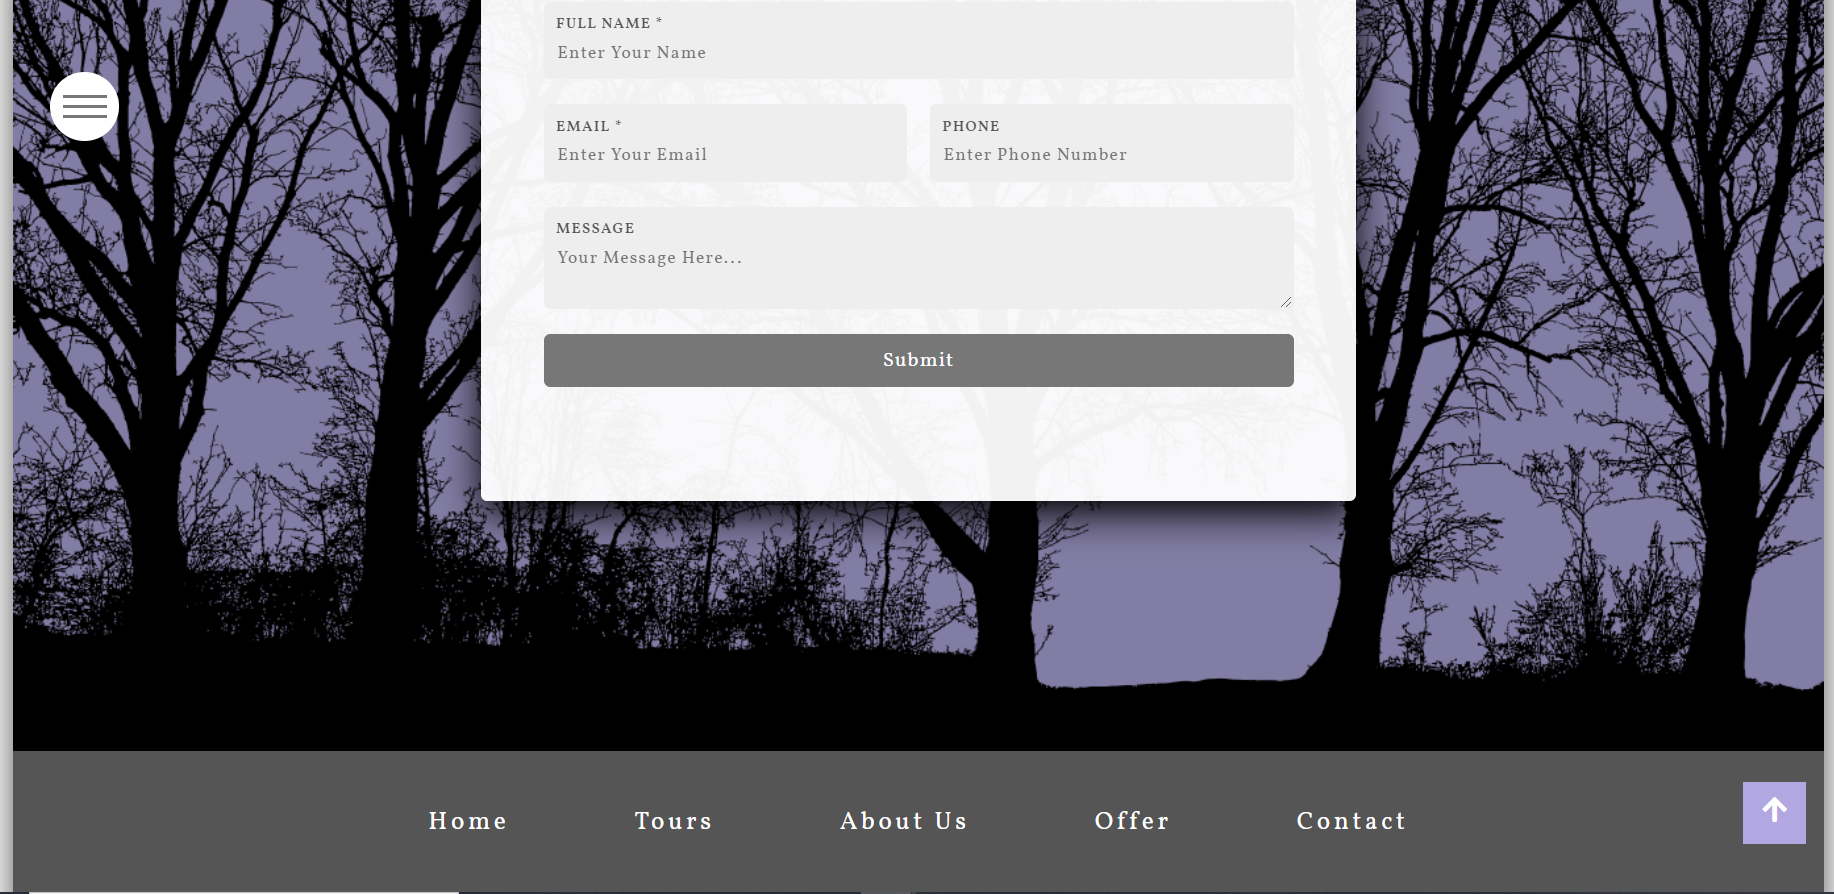 FULL NAME *
Enter Your Name
EMAIL *
Enter Your Email
PHONE
Enter Phone Number
MESSAGE
Your Message Here...
Submit
Home Tours About Us Offer Contact